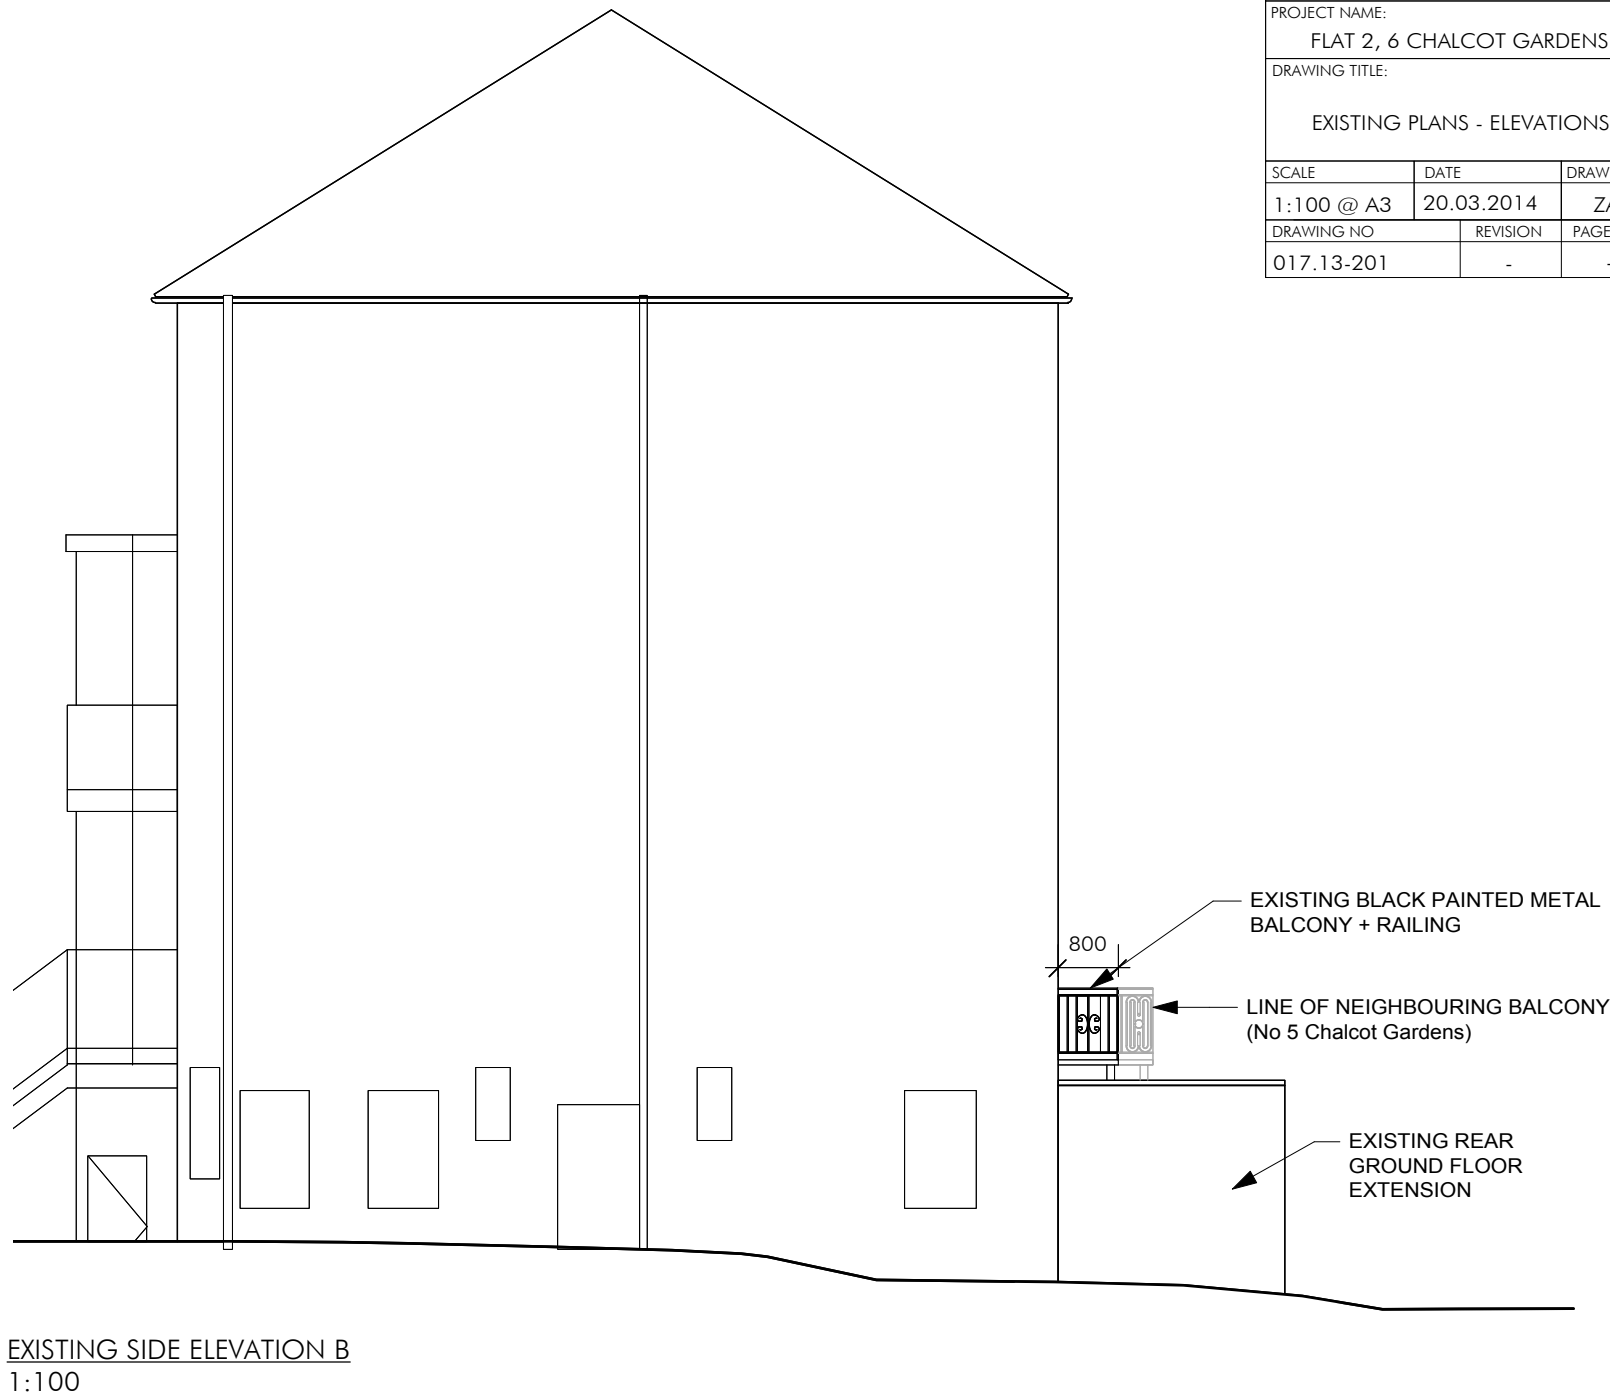 PROJECT NAME:
FLAT 2, 6 CHALCOT GARDENS
DRAWING TITLE:
EXISTING PLANS - ELEVATIONS
SCALE DATE
1:100 @ A3 20.03.2014
DRAWING NO REVISION PAGE
017.13-201 -
EXISTING BLACK PAINTED METAL
BALCONY + RAILING
800
LINE OF NEIGHBOURING BALCONY
(No 5 Chalcot Gardens)
EXISTING REAR
GROUND FLOOR
EXTENSION
EXISTING SIDE ELEVATION B
1:100